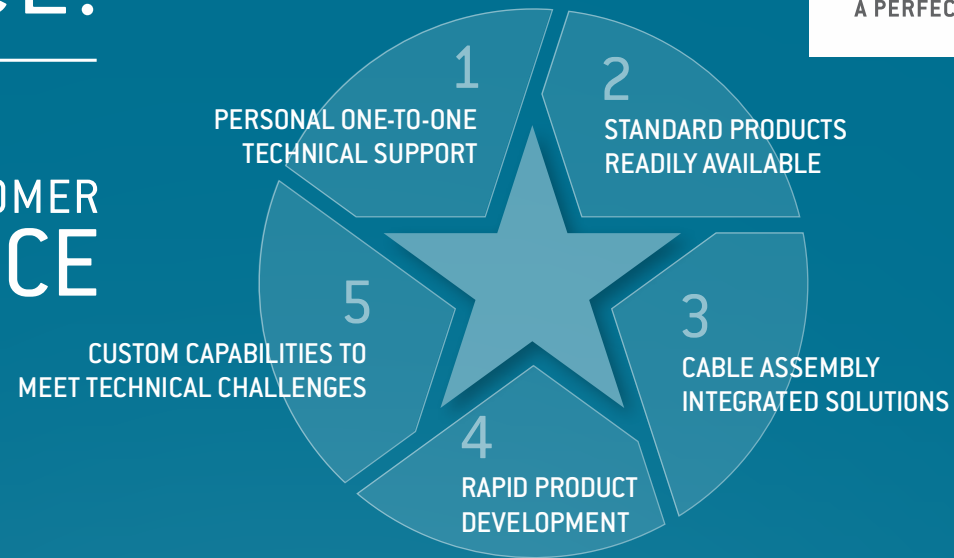 A PERFEC
1
PERSONAL ONE-TO-ONE
TECHNICAL SUPPORT
2
STANDARD PRODUCTS
READILY AVAILABLE
OMER
CE
5
CUSTOM CAPABILITIES TO
MEET TECHNICAL CHALLENGES
3
CABLE ASSEMBLY
INTEGRATED SOLUTIONS
4
RAPID PRODUCT
DEVELOPMENT